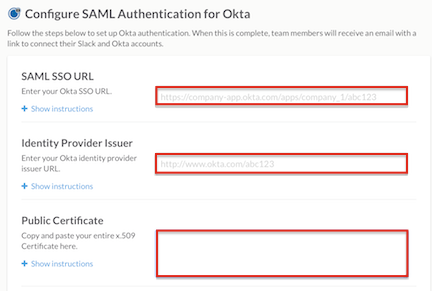 Configure SAML Authentication for Okta
Follow the steps below to set up Okta authentication. When this is complete, team members will receive an email with a
link to connect their Slack and Okta accounts.
SAML SSO URL
Enter your Okta SSO URL.
https://company-app.okta.com/apps/company_1/abc123
+ Show instructions
Identity Provider Issuer
Enter your Okta identity provider
issuer URL.
http://www.okta.com/abc123
+ Show instructions
Public Certificate
Copy and paste your entire x.509
Certificate here.
+ Show instructions